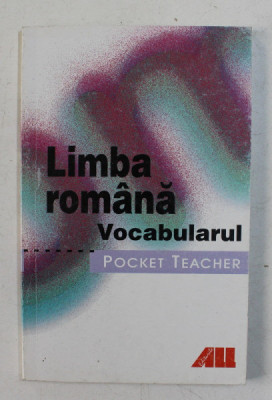 Limba
română
Vocabularul
POCKET TEACHER
ALL